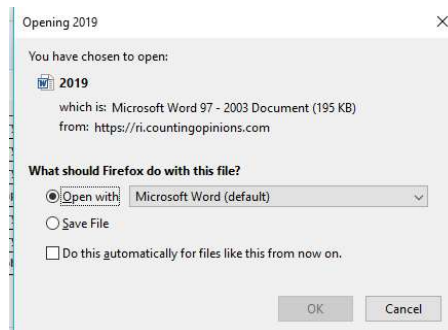 Opening 2019
You have chosen to open:
2019
which is: Microsoft Word 97 - 2003 Document (195 KB)
from: https://ri.countingopinions.com
What should Firefox do with this file?
Open with Microsoft Word (default)
Save File
Do this automatically for files like this from now on.
OK Cancel